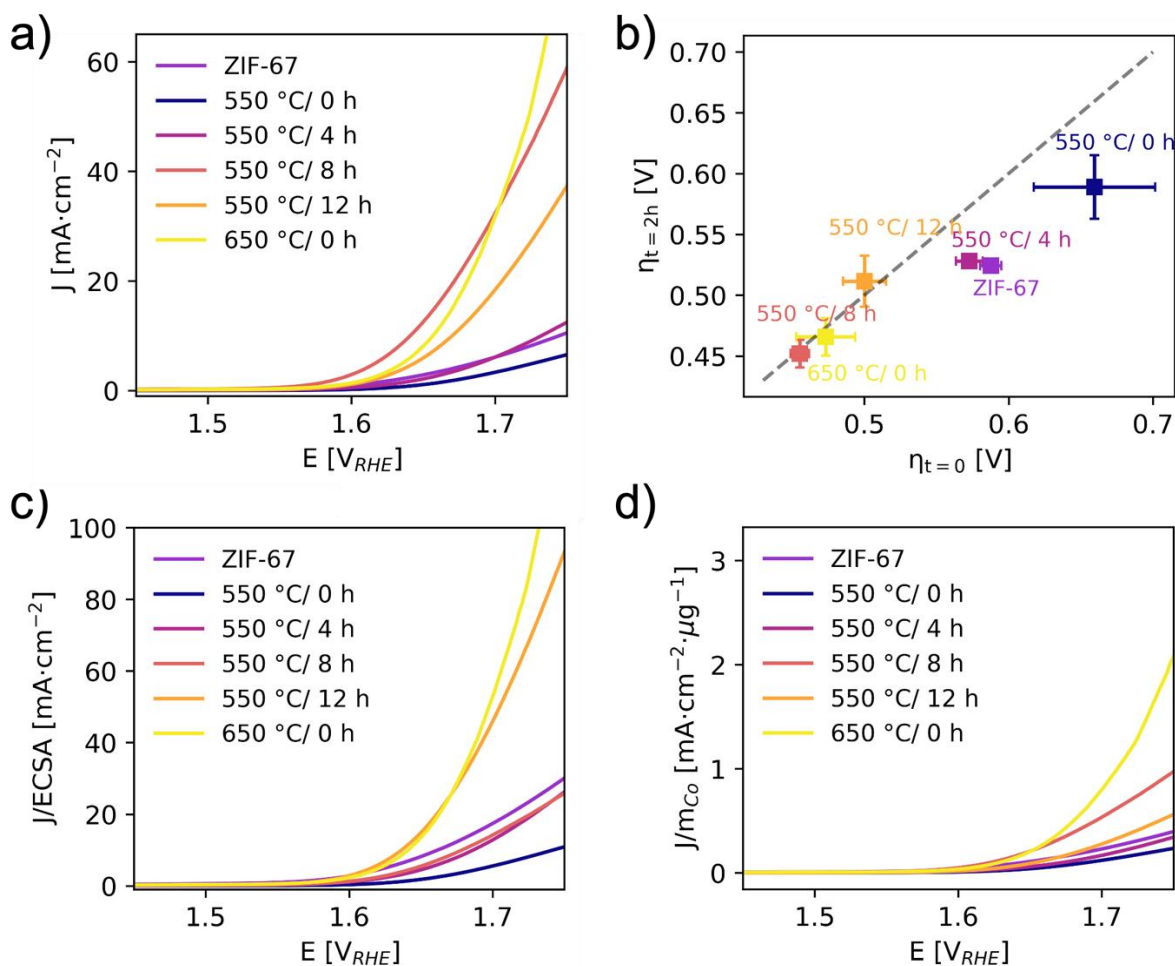 a)
J [mA·cm⁻²]
60
40
20
0
ZIF-67
550 °C/ 0 h
550 °C/ 4 h
550 °C/ 8 h
550 °C/ 12 h
650 °C/ 0 h
1.5 1.6 1.7
E [V_RHE]
b)
η_t=2h [V]
0.70
0.65
0.60
0.55
0.50
0.45
550 °C/ 0 h
550 °C/ 12 h
550 °C/ 4 h
ZIF-67
550 °C/ 8 h
650 °C/ 0 h
0.5 0.6 0.7
η_t=0 [V]
c)
J/ECSA [mA·cm⁻²]
100
80
60
40
20
0
ZIF-67
550 °C/ 0 h
550 °C/ 4 h
550 °C/ 8 h
550 °C/ 12 h
650 °C/ 0 h
1.5 1.6 1.7
E [V_RHE]
d)
J/m_Co [mA·cm⁻²·μg⁻¹]
3
2
1
0
ZIF-67
550 °C/ 0 h
550 °C/ 4 h
550 °C/ 8 h
550 °C/ 12 h
650 °C/ 0 h
1.5 1.6 1.7
E [V_RHE]